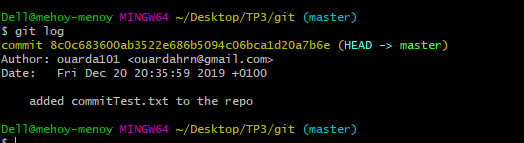 Dell@mehoy-menoy MINGW64 ~/Desktop/TP3/git (master)
$ git log
commit 8c0c683600ab3522e686b5094c06bca1d20a7b6e (HEAD -> master)
Author: ouarda101 <ouardahrn@gmail.com>
Date:   Fri Dec 20 20:35:59 2019 +0100

    added commitTest.txt to the repo

Dell@mehoy-menoy MINGW64 ~/Desktop/TP3/git (master)
$